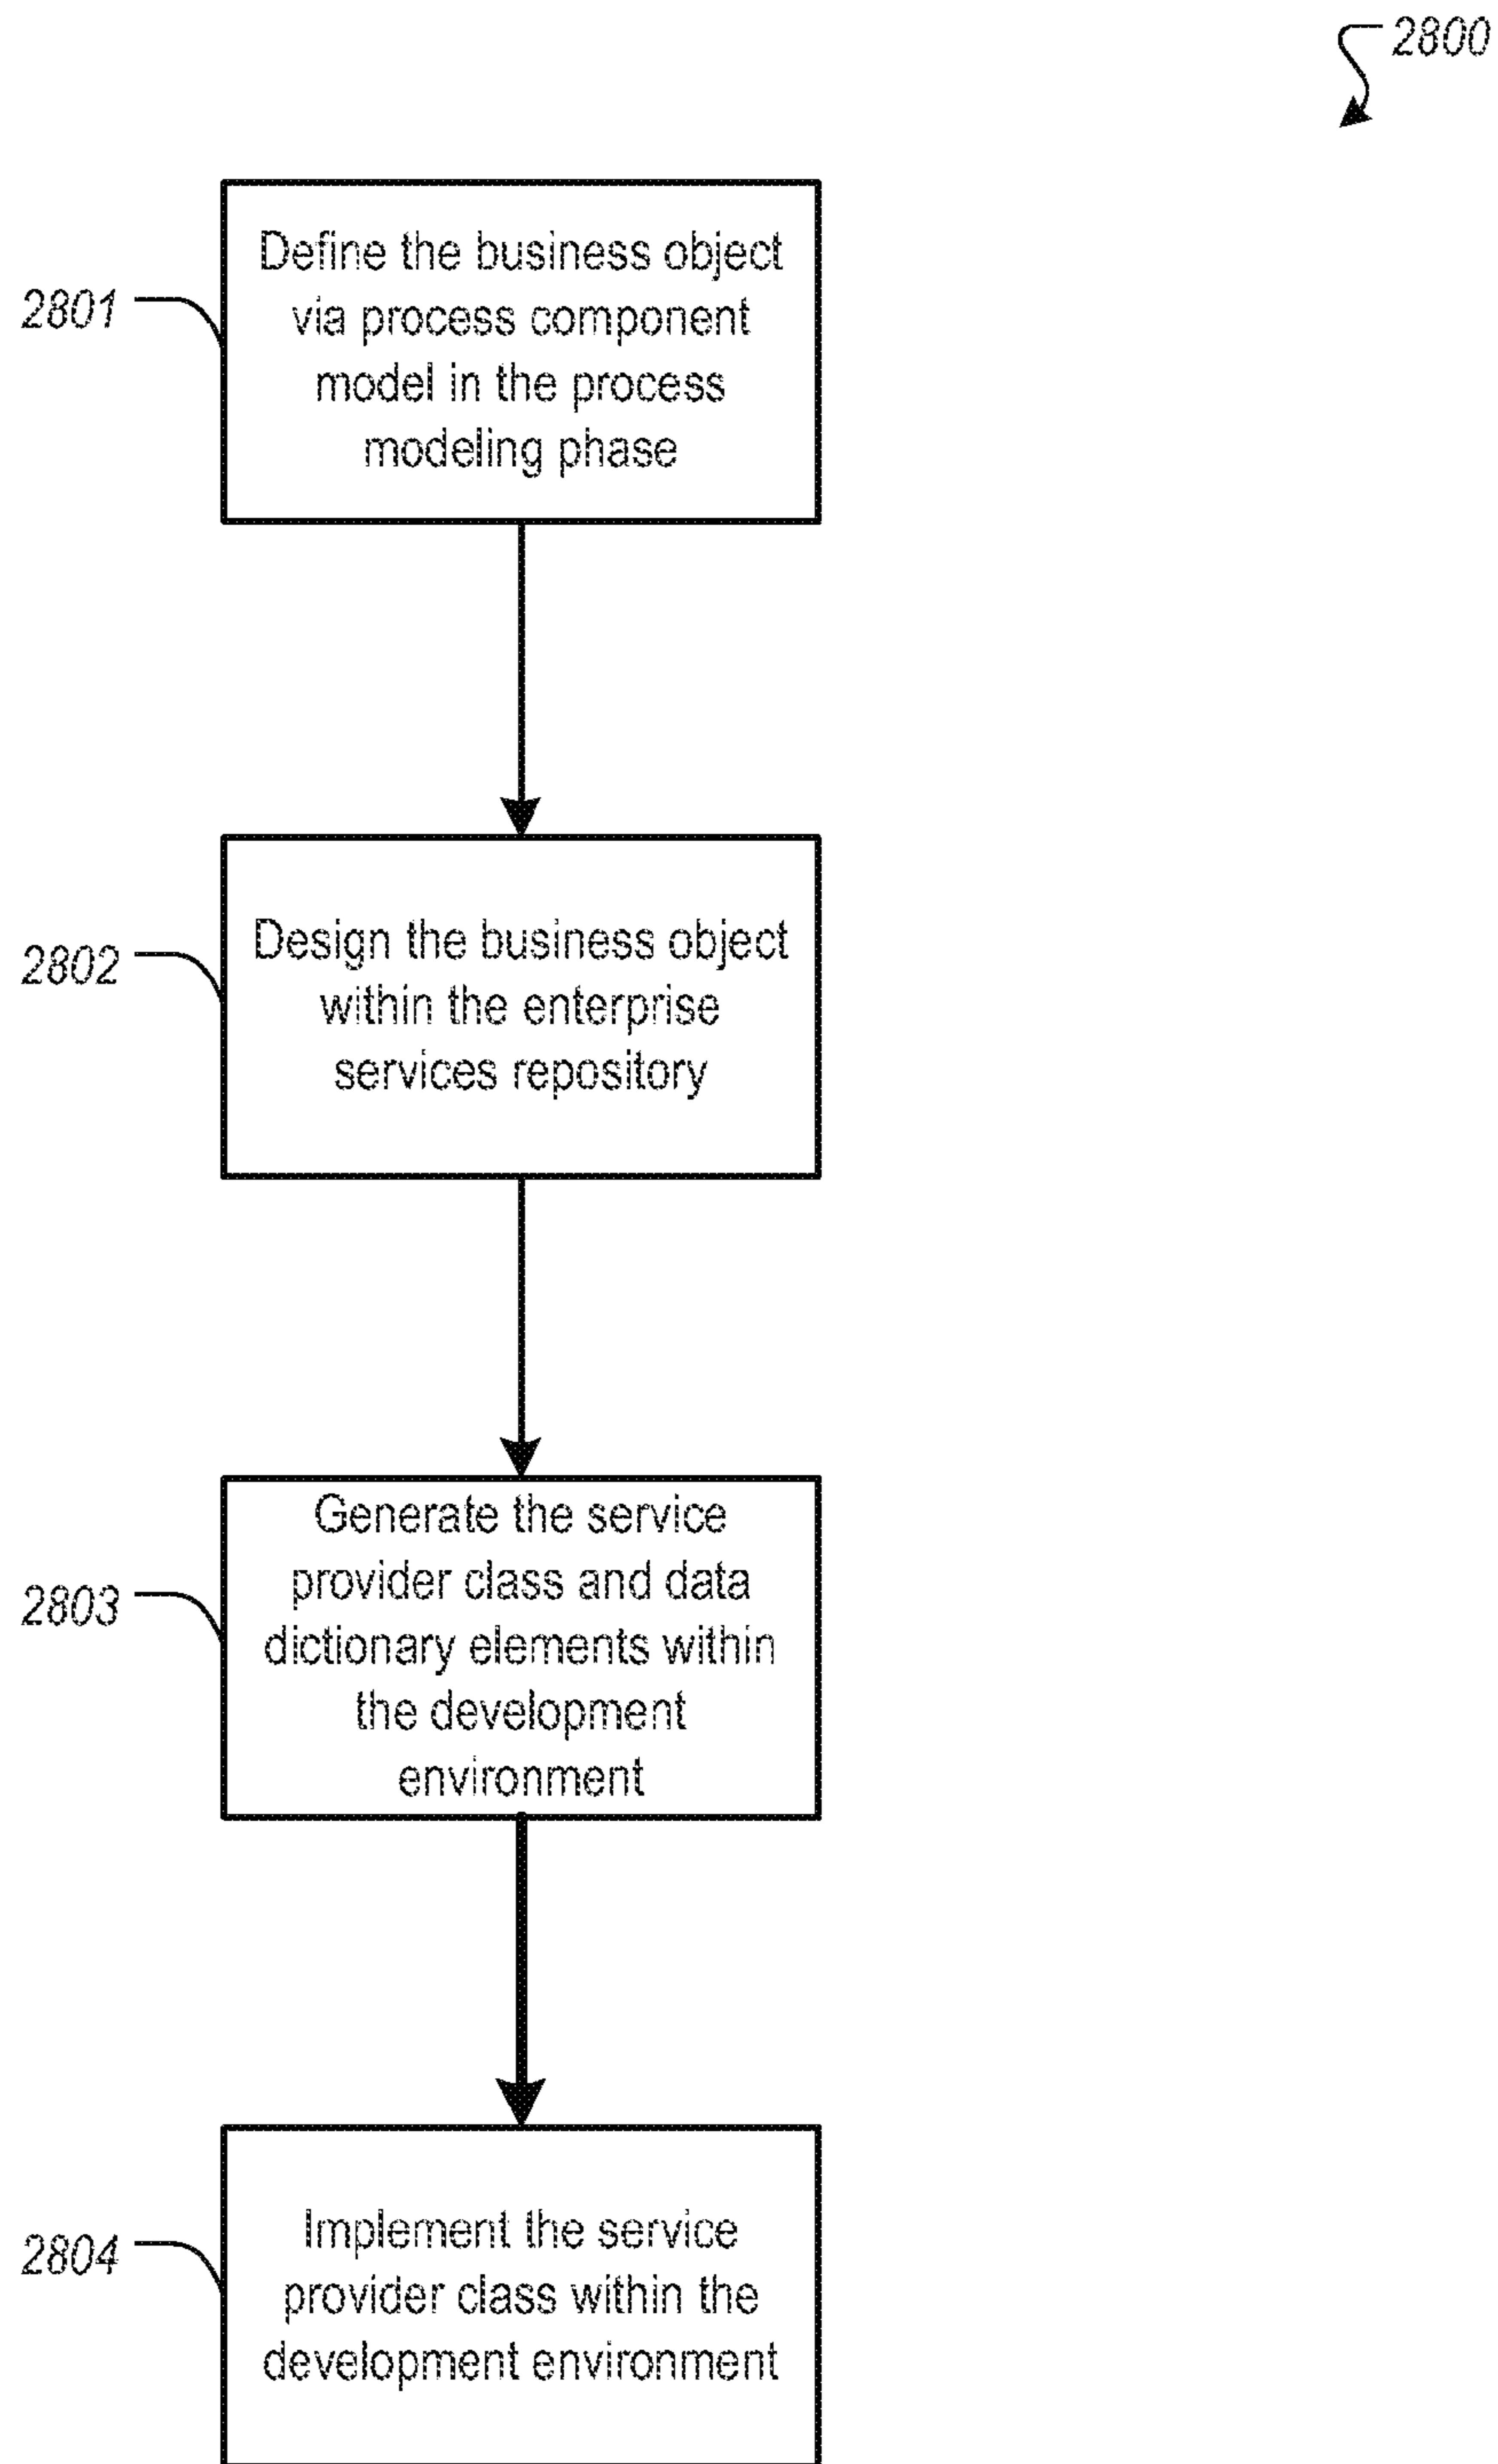 2800
2801
Define the business object
via process component
model in the process
modeling phase
2802
Design the business object
within the enterprise
services repository
2803
Generate the service
provider class and data
dictionary elements within
the development
environment
2804
Implement the service
provider class within the
development environment